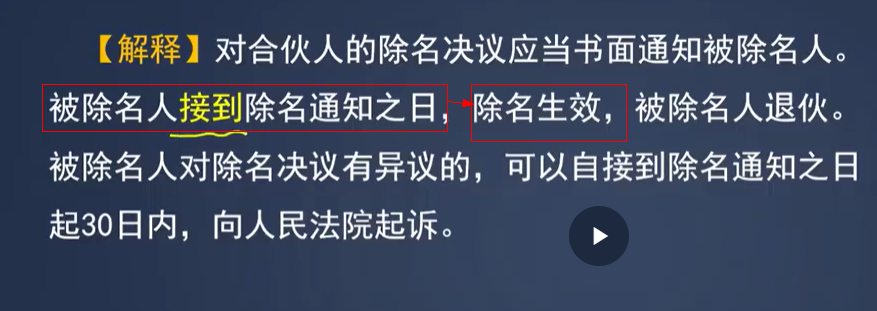 【解释】对合伙人的除名决议应当书面通知被除名人。
被除名人接到除名通知之日，除名生效，被除名人退伙。
被除名人对除名决议有异议的，可以自接到除名通知之日
起30日内，向人民法院起诉。